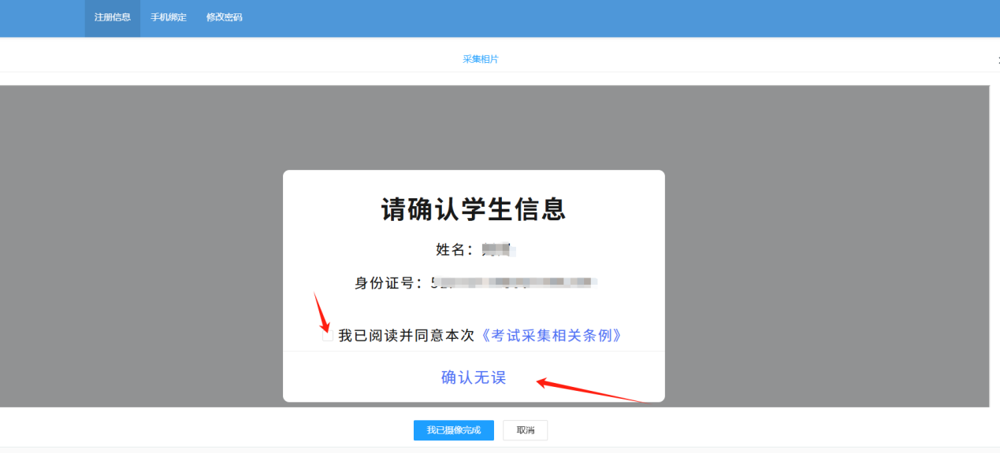 注册信息 手机绑定 修改密码
采集相片
请确认学生信息
姓名：
身份证号：
我已阅读并同意本次《考试采集相关条例》
确认无误
我已摄像完成 取消